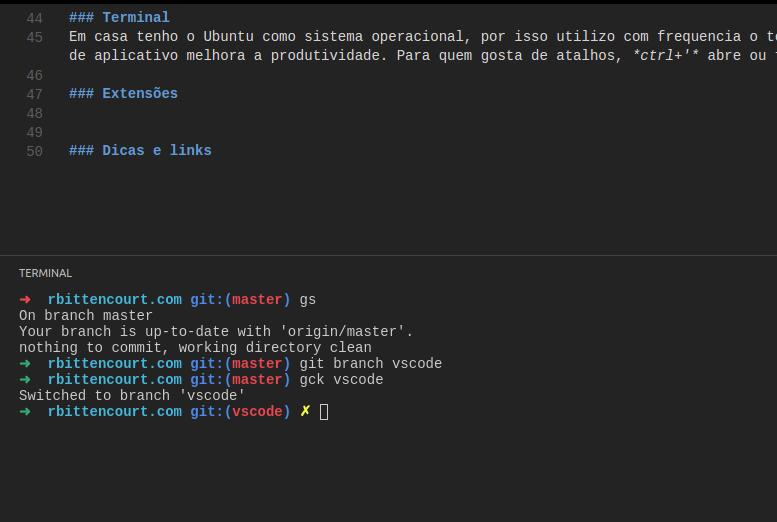 44 ### Terminal
45 Em casa tenho o Ubuntu como sistema operacional, por isso utilizo com frequencia o
de aplicativo melhora a produtividade. Para quem gosta de atalhos, *ctrl+'* abre ou
46
47 ### Extensões
48
49
50 ### Dicas e links
TERMINAL
➜ rbittencourt.com git:(master) gs
On branch master
Your branch is up-to-date with 'origin/master'.
nothing to commit, working directory clean
➜ rbittencourt.com git:(master) git branch vscode
➜ rbittencourt.com git:(master) gck vscode
Switched to branch 'vscode'
➜ rbittencourt.com git:(vscode) ✗